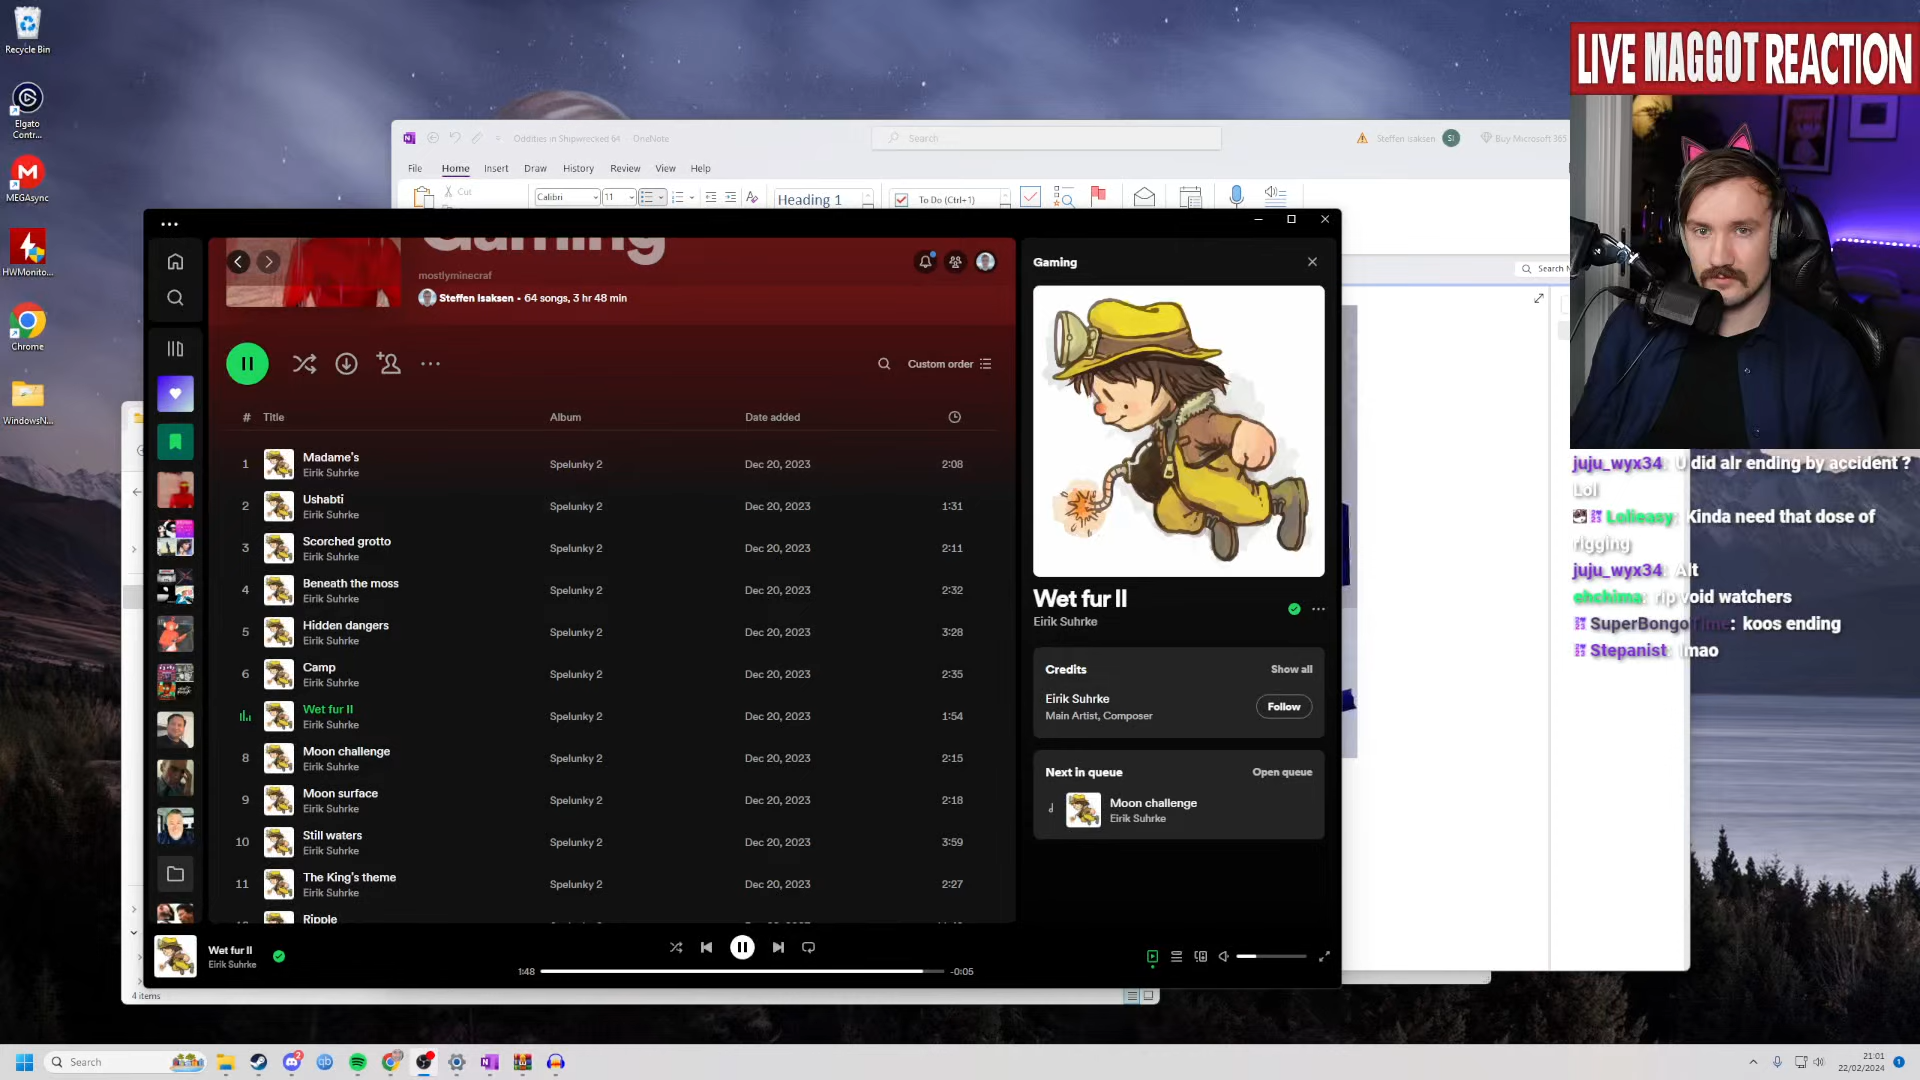 Recycle Bin
Elgato
Contr...
MEGAsync
HWMonito...
Chrome
WindowsN...
Oddities in Shipwrecked 64 - OneNote
Search
Steffen Isaksen
SI
Buy Microsoft 365
File
Home
Insert
Draw
History
Review
View
Help
Cut
Calibri
11
Heading 1
To Do (Ctrl+1)
Search N
Gaming
mostlyminecraf
Steffen Isaksen • 64 songs, 3 hr 48 min
Custom order
# Title Album Date added
1 Madame's Spelunky 2 Dec 20, 2023 2:08
Eirik Suhrke
2 Ushabti Spelunky 2 Dec 20, 2023 1:31
Eirik Suhrke
3 Scorched grotto Spelunky 2 Dec 20, 2023 2:11
Eirik Suhrke
4 Beneath the moss Spelunky 2 Dec 20, 2023 2:32
Eirik Suhrke
5 Hidden dangers Spelunky 2 Dec 20, 2023 3:28
Eirik Suhrke
6 Camp Spelunky 2 Dec 20, 2023 2:35
Eirik Suhrke
Wet fur II Spelunky 2 Dec 20, 2023 1:54
Eirik Suhrke
8 Moon challenge Spelunky 2 Dec 20, 2023 2:15
Eirik Suhrke
9 Moon surface Spelunky 2 Dec 20, 2023 2:18
Eirik Suhrke
10 Still waters Spelunky 2 Dec 20, 2023 3:59
Eirik Suhrke
11 The King's theme Spelunky 2 Dec 20, 2023 2:27
Eirik Suhrke
Ripple
Gaming
Wet fur II
Eirik Suhrke
Credits
Show all
Eirik Suhrke
Main Artist, Composer
Follow
Next in queue
Open queue
Moon challenge
Eirik Suhrke
Wet fur II
Eirik Suhrke
1:48
-0:05
4 items
LIVE MAGGOT REACTION
juju_wyx34: U did alr ending by accident ?
Lol
Lolieasy: Kinda need that dose of
rigging
juju_wyx34: Alt
ehchima: rip void watchers
SuperBongoTime: koos ending
Stepanist: lmao
Search
2
21:01
22/02/2024
1